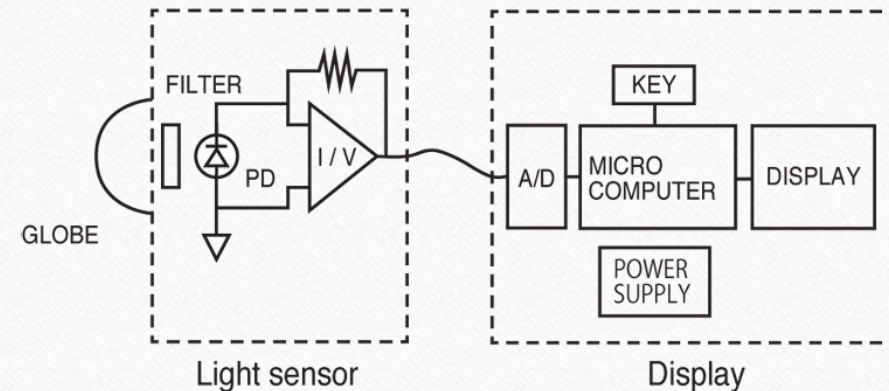 FILTER
GLOBE
PD
I / V
Light sensor
KEY
A/D
MICRO
COMPUTER
DISPLAY
POWER
SUPPLY
Display